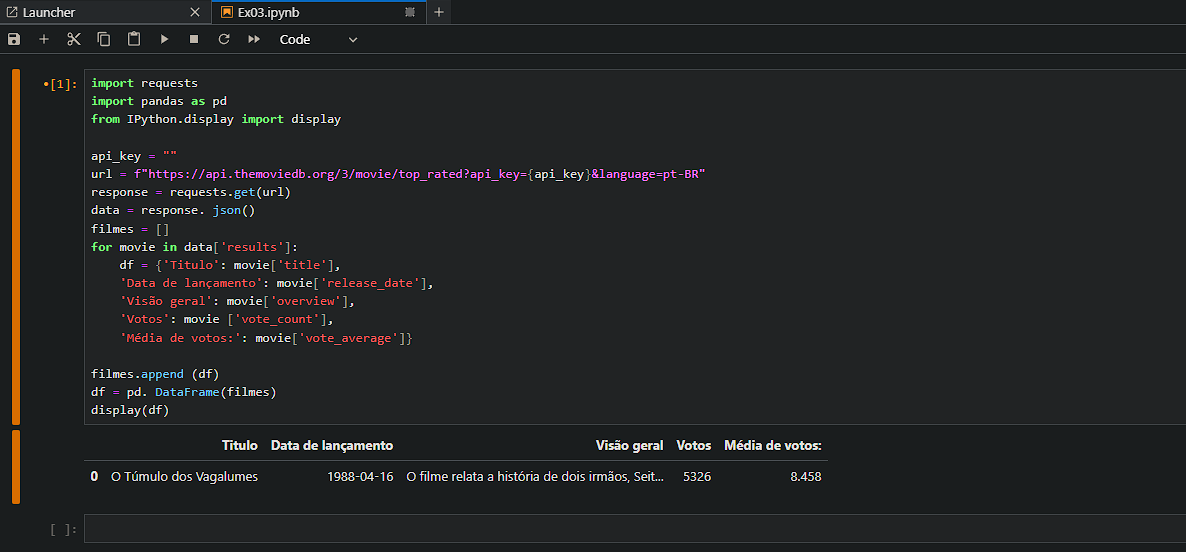 Launcher
Ex03.ipynb
Code
[1]:
import requests
import pandas as pd
from IPython.display import display
api_key = ""
url = f"https://api.themoviedb.org/3/movie/top_rated?api_key={api_key}&language=pt-BR"
response = requests.get(url)
data = response. json()
filmes = []
for movie in data['results']:
    df = {'Titulo': movie['title'],
    'Data de lançamento': movie['release_date'],
    'Visão geral': movie['overview'],
    'Votos': movie ['vote_count'],
    'Média de votos:': movie['vote_average']}
filmes.append (df)
df = pd. DataFrame(filmes)
display(df)
Titulo Data de lançamento Visão geral Votos Média de votos:
0 O Túmulo dos Vagalumes 1988-04-16 O filme relata a história de dois irmãos, Seit... 5326 8.458
[ ]: